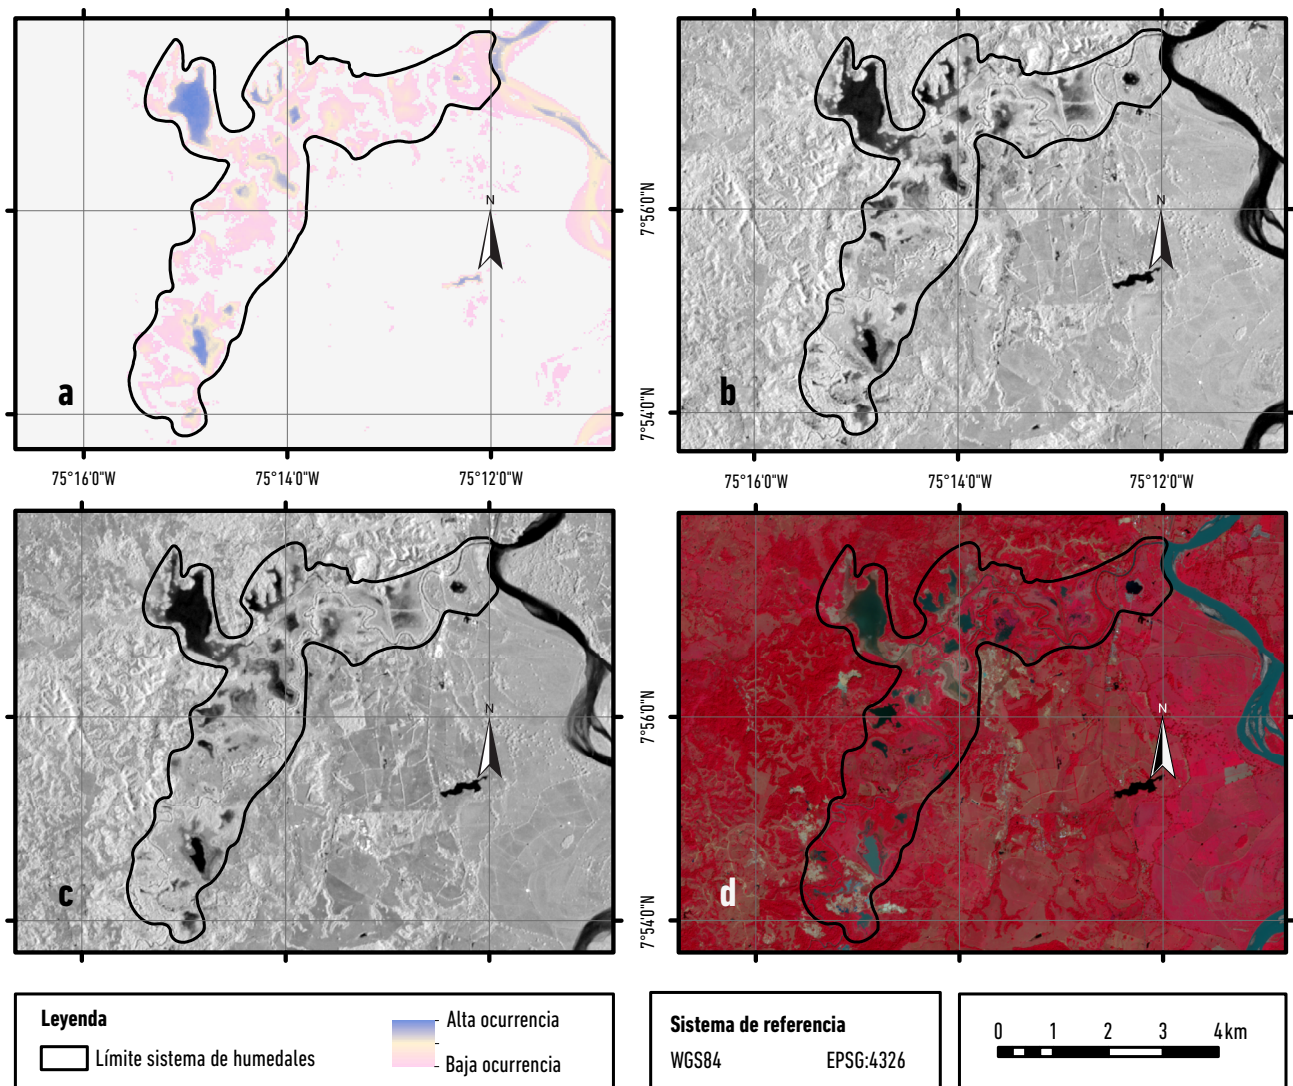 N
a
75°16'0"W
75°14'0"W
75°12'0"W
7°56'0"N
7°54'0"N
N
b
75°16'0"W
75°14'0"W
75°12'0"W
N
c
7°56'0"N
7°54'0"N
N
d
Leyenda
Límite sistema de humedales
Alta ocurrencia
Baja ocurrencia
Sistema de referencia
WGS84 EPSG:4326
0 1 2 3 4 km